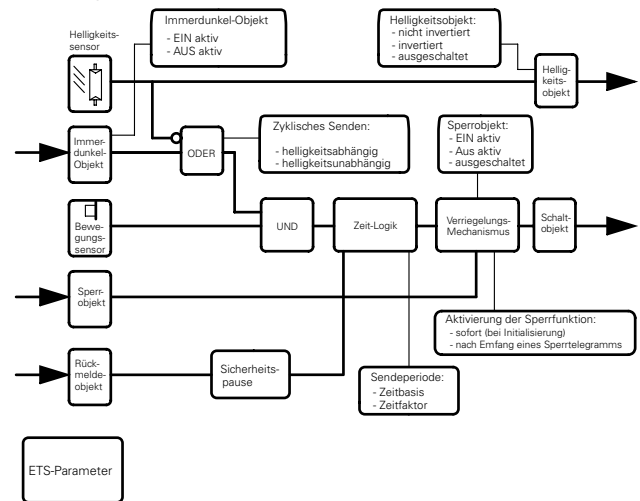 Immerdunkel-Objekt
- EIN aktiv
- AUS aktiv
Helligkeitsobjekt:
- nicht invertiert
- invertiert
- ausgeschaltet
Helligkeits-
sensor
Hellig-
keits-
objekt
Immer-
dunkel-
Objekt
ODER
Zyklisches Senden:
- helligkeitsabhängig
- helligkeitsunabhängig
Sperrobjekt:
- EIN aktiv
- Aus aktiv
- ausgeschaltet
Bewe-
gungs-
sensor
UND
Zeit-Logik
Verriegelungs-
Mechanismus
Schalt-
objekt
Sperr-
objekt
Aktivierung der Sperrfunktion:
- sofort (bei Initialisierung)
- nach Emfang eines Sperrtelegramms
Rück-
melde-
objekt
Sicherheits-
pause
Sendeperiode:
- Zeitbasis
- Zeitfaktor
ETS-Parameter